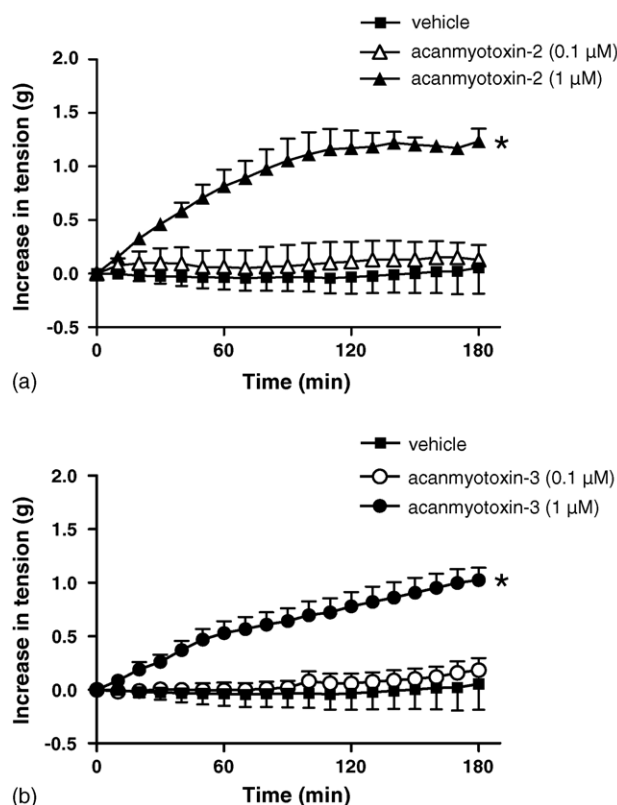 vehicle
acanmyotoxin-2 (0.1 µM)
acanmyotoxin-2 (1 µM)
2.0
1.5
1.0
0.5
0.0
-0.5
Increase in tension (g)
*
0 60 120 180
(a) Time (min)
vehicle
acanmyotoxin-3 (0.1 µM)
acanmyotoxin-3 (1 µM)
2.0
1.5
1.0
0.5
0.0
-0.5
Increase in tension (g)
*
0 60 120 180
(b) Time (min)